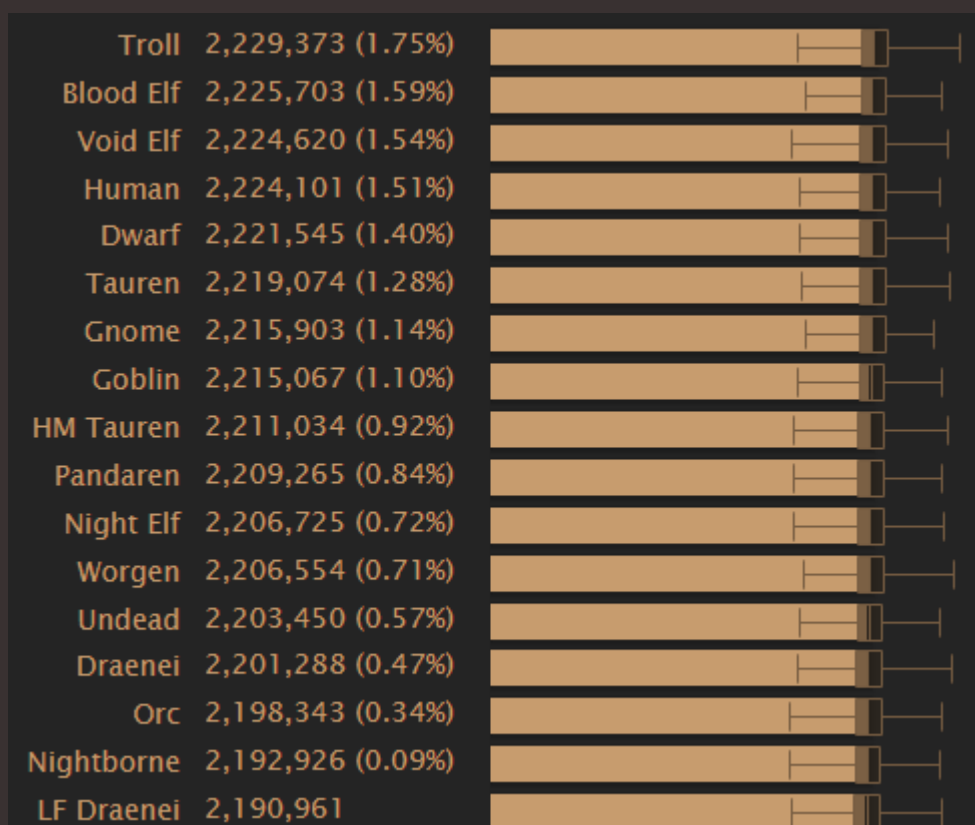 Troll 2,229,373 (1.75%)
Blood Elf 2,225,703 (1.59%)
Void Elf 2,224,620 (1.54%)
Human 2,224,101 (1.51%)
Dwarf 2,221,545 (1.40%)
Tauren 2,219,074 (1.28%)
Gnome 2,215,903 (1.14%)
Goblin 2,215,067 (1.10%)
HM Tauren 2,211,034 (0.92%)
Pandaren 2,209,265 (0.84%)
Night Elf 2,206,725 (0.72%)
Worgen 2,206,554 (0.71%)
Undead 2,203,450 (0.57%)
Draenei 2,201,288 (0.47%)
Orc 2,198,343 (0.34%)
Nightborne 2,192,926 (0.09%)
LF Draenei 2,190,961